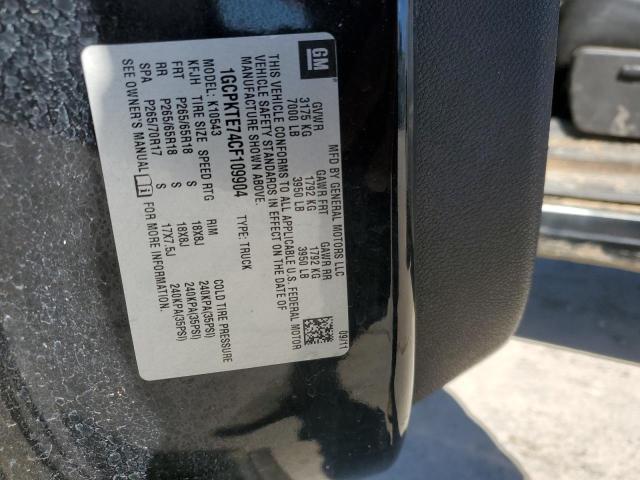 GM
MFD BY GENERAL MOTORS LLC 09/11
GVWR GAWR FRT GAWR RR
3175 KG 1792 KG 1792 KG
7000 LB 3950 LB 3950 LB
THIS VEHICLE CONFORMS TO ALL APPLICABLE U.S. FEDERAL MOTOR
VEHICLE SAFETY STANDARDS IN EFFECT ON THE DATE OF
MANUFACTURE SHOWN ABOVE.
1GCPKTE74CF109904 TYPE: TRUCK
MODEL: K10543
KFJH TIRE SIZE SPEED RTG RIM COLD TIRE PRESSURE
FRT P265/65R18 S 18X8J 240KPA(35PSI)
RR P265/65R18 S 18X8J 240KPA(35PSI)
SPA P265/70R17 S 17X7.5J 240KPA(35PSI)
SEE OWNER'S MANUAL FOR MORE INFORMATION.